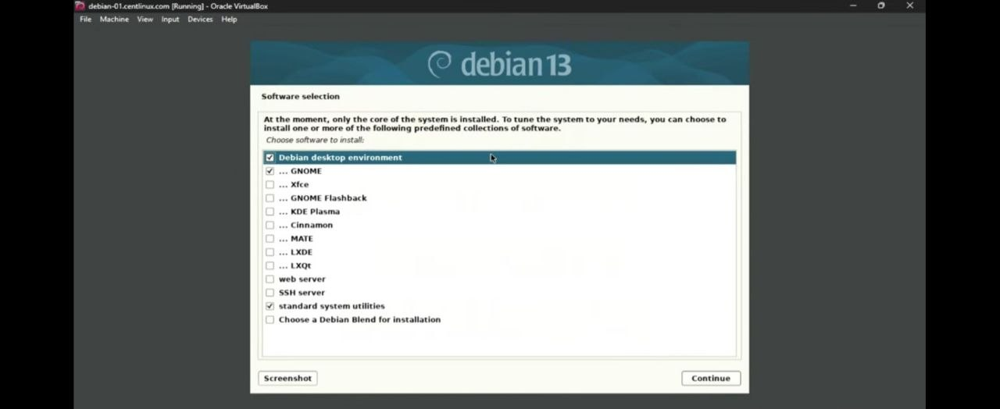 debian-01.centlinux.com [Running] - Oracle VirtualBox
File Machine View Input Devices Help
debian 13
Software selection
At the moment, only the core of the system is installed. To tune the system to your needs, you can choose to
install one or more of the following predefined collections of software.
Choose software to install:
Debian desktop environment
... GNOME
... Xfce
... GNOME Flashback
... KDE Plasma
... Cinnamon
... MATE
... LXDE
... LXQt
web server
SSH server
standard system utilities
Choose a Debian Blend for installation
Screenshot
Continue